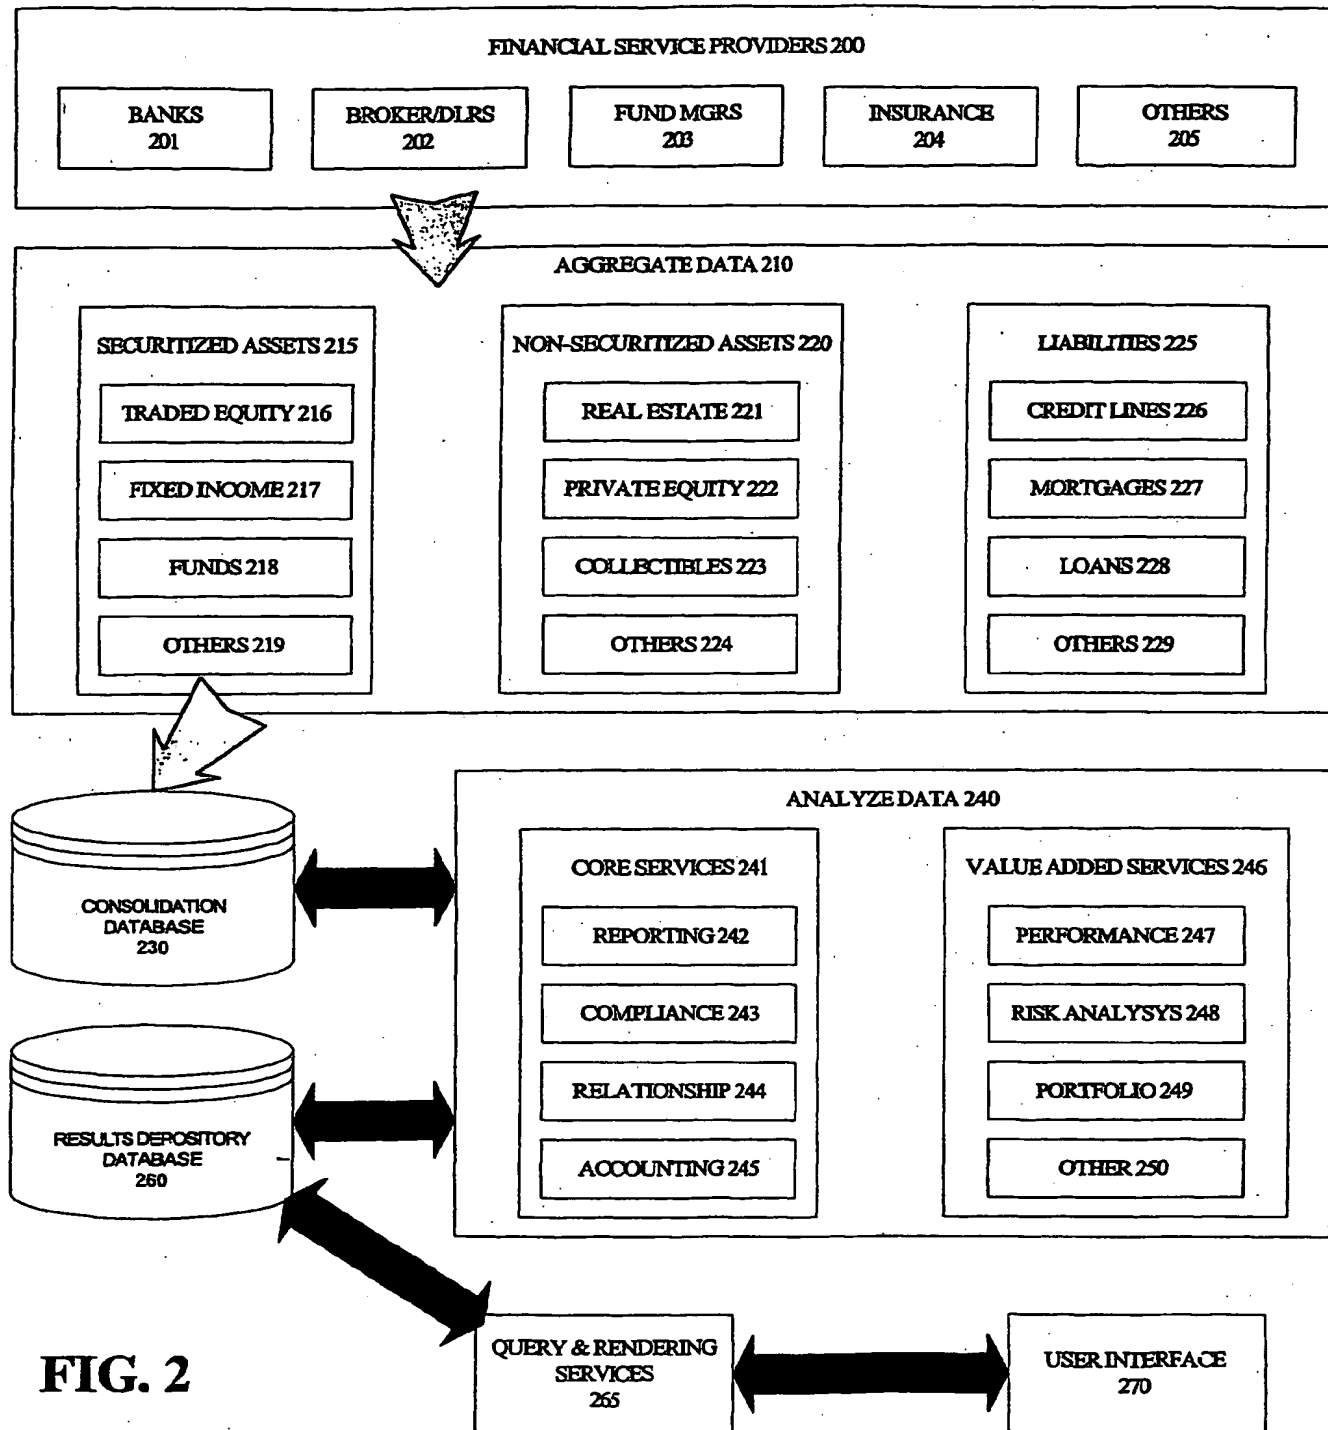 FINANCIAL SERVICE PROVIDERS 200
BANKS
201
BROKER/DLRS
202
FUND MGRS
203
INSURANCE
204
OTHERS
205
AGGREGATE DATA 210
SECURITIZED ASSETS 215
TRADED EQUITY 216
FIXED INCOME 217
FUNDS 218
OTHERS 219
NON-SECURITIZED ASSETS 220
REAL ESTATE 221
PRIVATE EQUITY 222
COLLECTIBLES 223
OTHERS 224
LIABILITIES 225
CREDIT LINES 226
MORTGAGES 227
LOANS 228
OTHERS 229
CONSOLIDATION
DATABASE
230
ANALYZE DATA 240
CORE SERVICES 241
REPORTING 242
COMPLIANCE 243
RELATIONSHIP 244
ACCOUNTING 245
VALUE ADDED SERVICES 246
PERFORMANCE 247
RISK ANALYSYS 248
PORTFOLIO 249
OTHER 250
RESULTS DEPOSITORY
DATABASE
260
QUERY & RENDERING
SERVICES
265
USER INTERFACE
270
FIG. 2